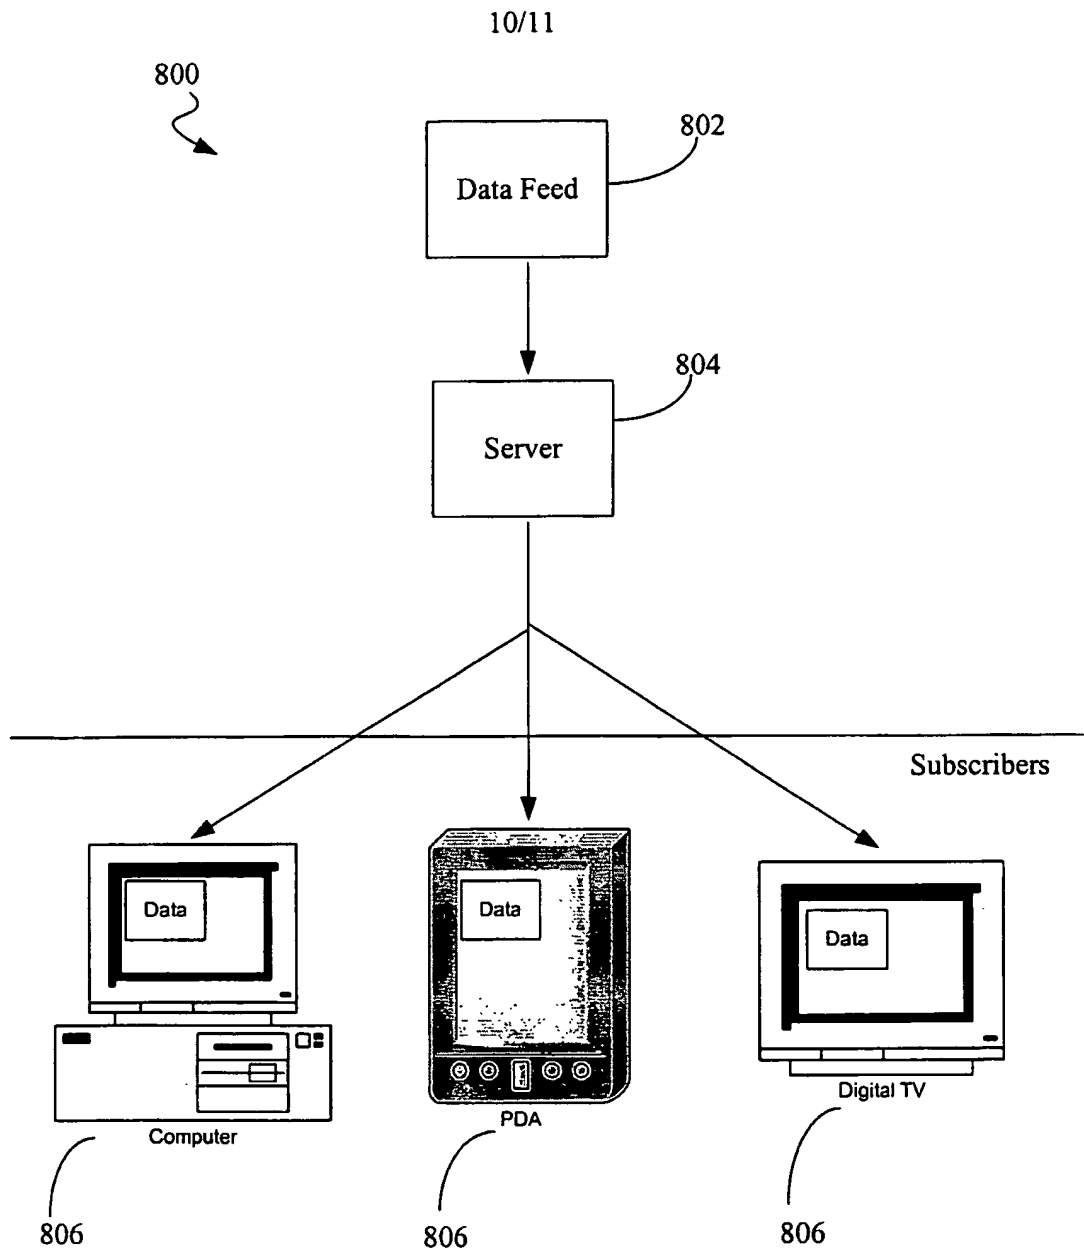 10/11
800
802
Data Feed
804
Server
Subscribers
Data
Data
Data
Computer
PDA
Digital TV
806
806
806